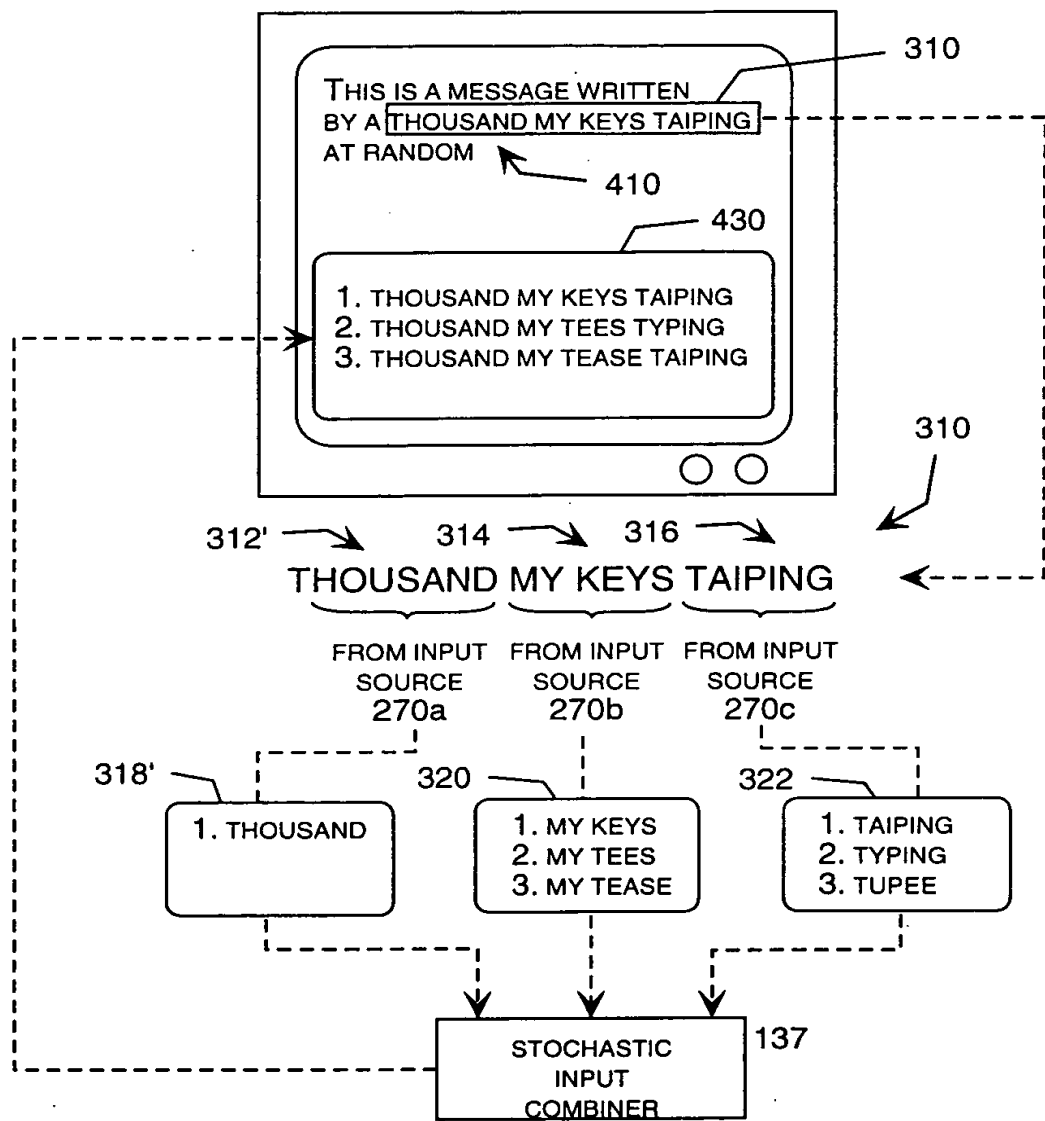 310
THIS IS A MESSAGE WRITTEN
BY A THOUSAND MY KEYS TAIPING
AT RANDOM
410
430
1. THOUSAND MY KEYS TAIPING
2. THOUSAND MY TEES TYPING
3. THOUSAND MY TEASE TAIPING
310
312' 314 316
THOUSAND MY KEYS TAIPING
FROM INPUT FROM INPUT FROM INPUT
SOURCE SOURCE SOURCE
270a 270b 270c
318' 320 322
1. THOUSAND
1. MY KEYS
2. MY TEES
3. MY TEASE
1. TAIPING
2. TYPING
3. TUPEE
137
STOCHASTIC
INPUT
COMBINER